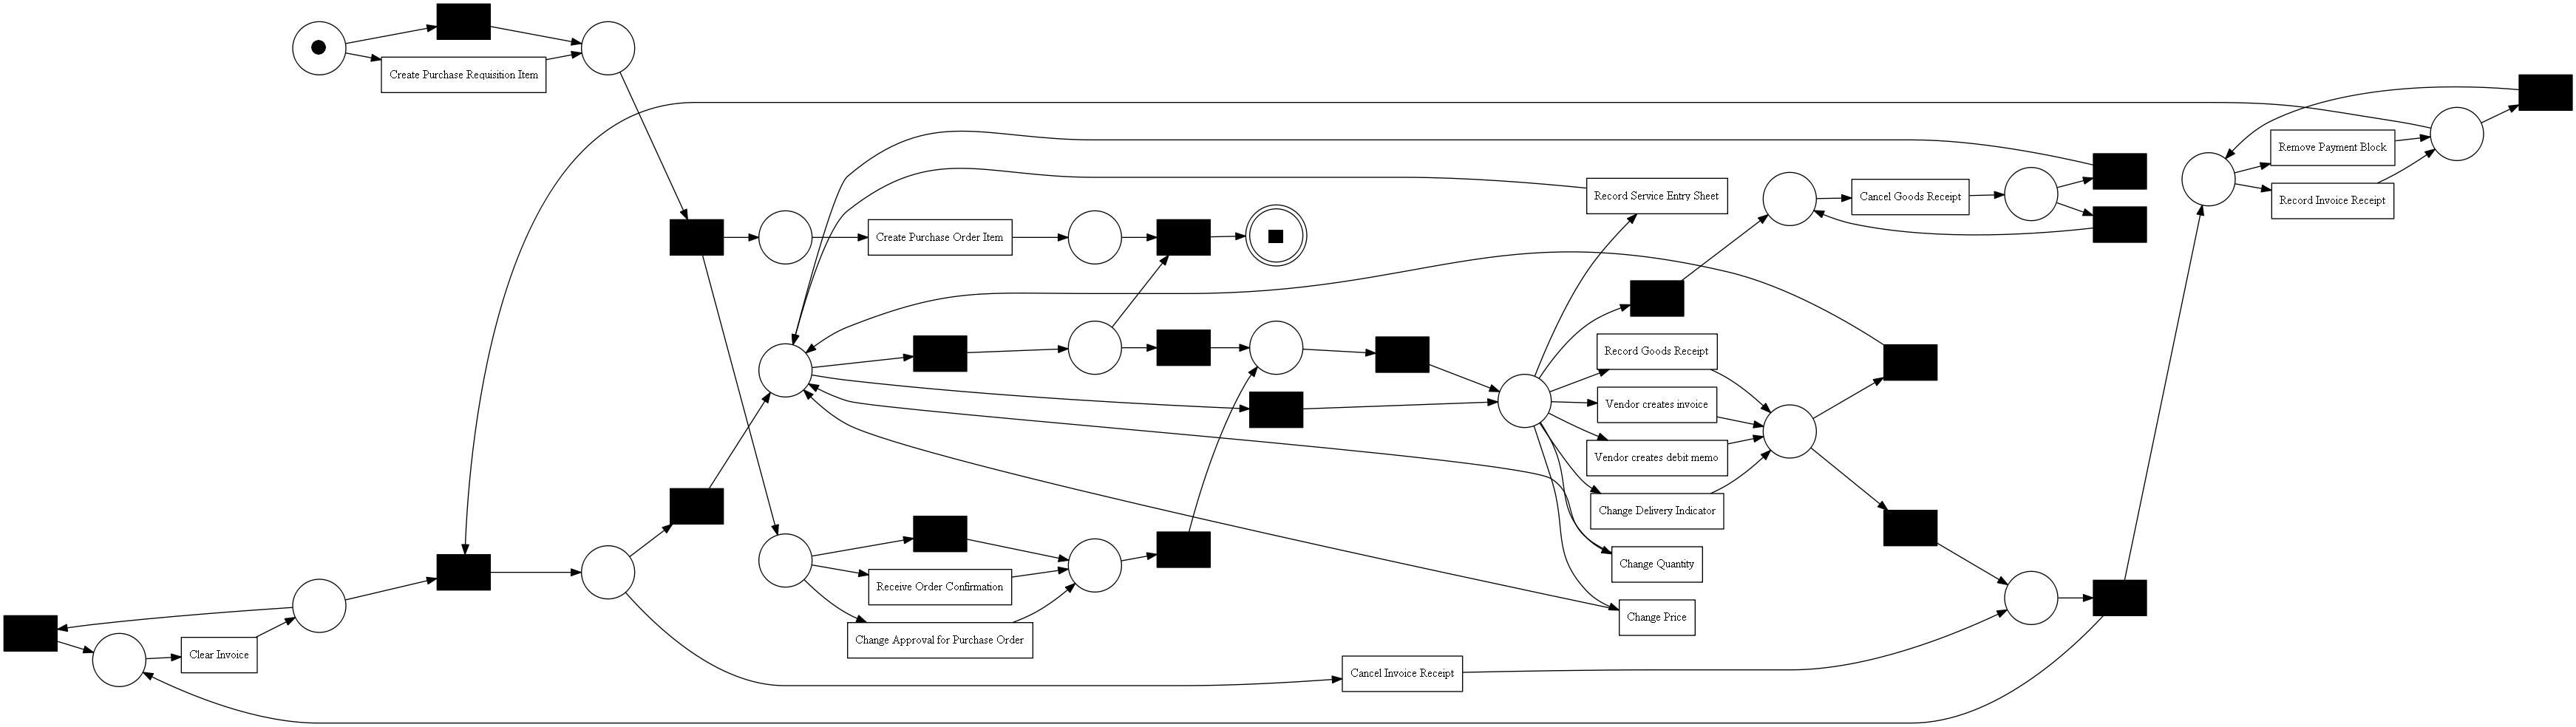 Create Purchase Requisition Item
Remove Payment Block
Record Service Entry Sheet
Cancel Goods Receipt
Record Invoice Receipt
Create Purchase Order Item
Record Goods Receipt
Vendor creates invoice
Vendor creates debit memo
Change Delivery Indicator
Change Quantity
Receive Order Confirmation
Change Price
Change Approval for Purchase Order
Clear Invoice
Cancel Invoice Receipt